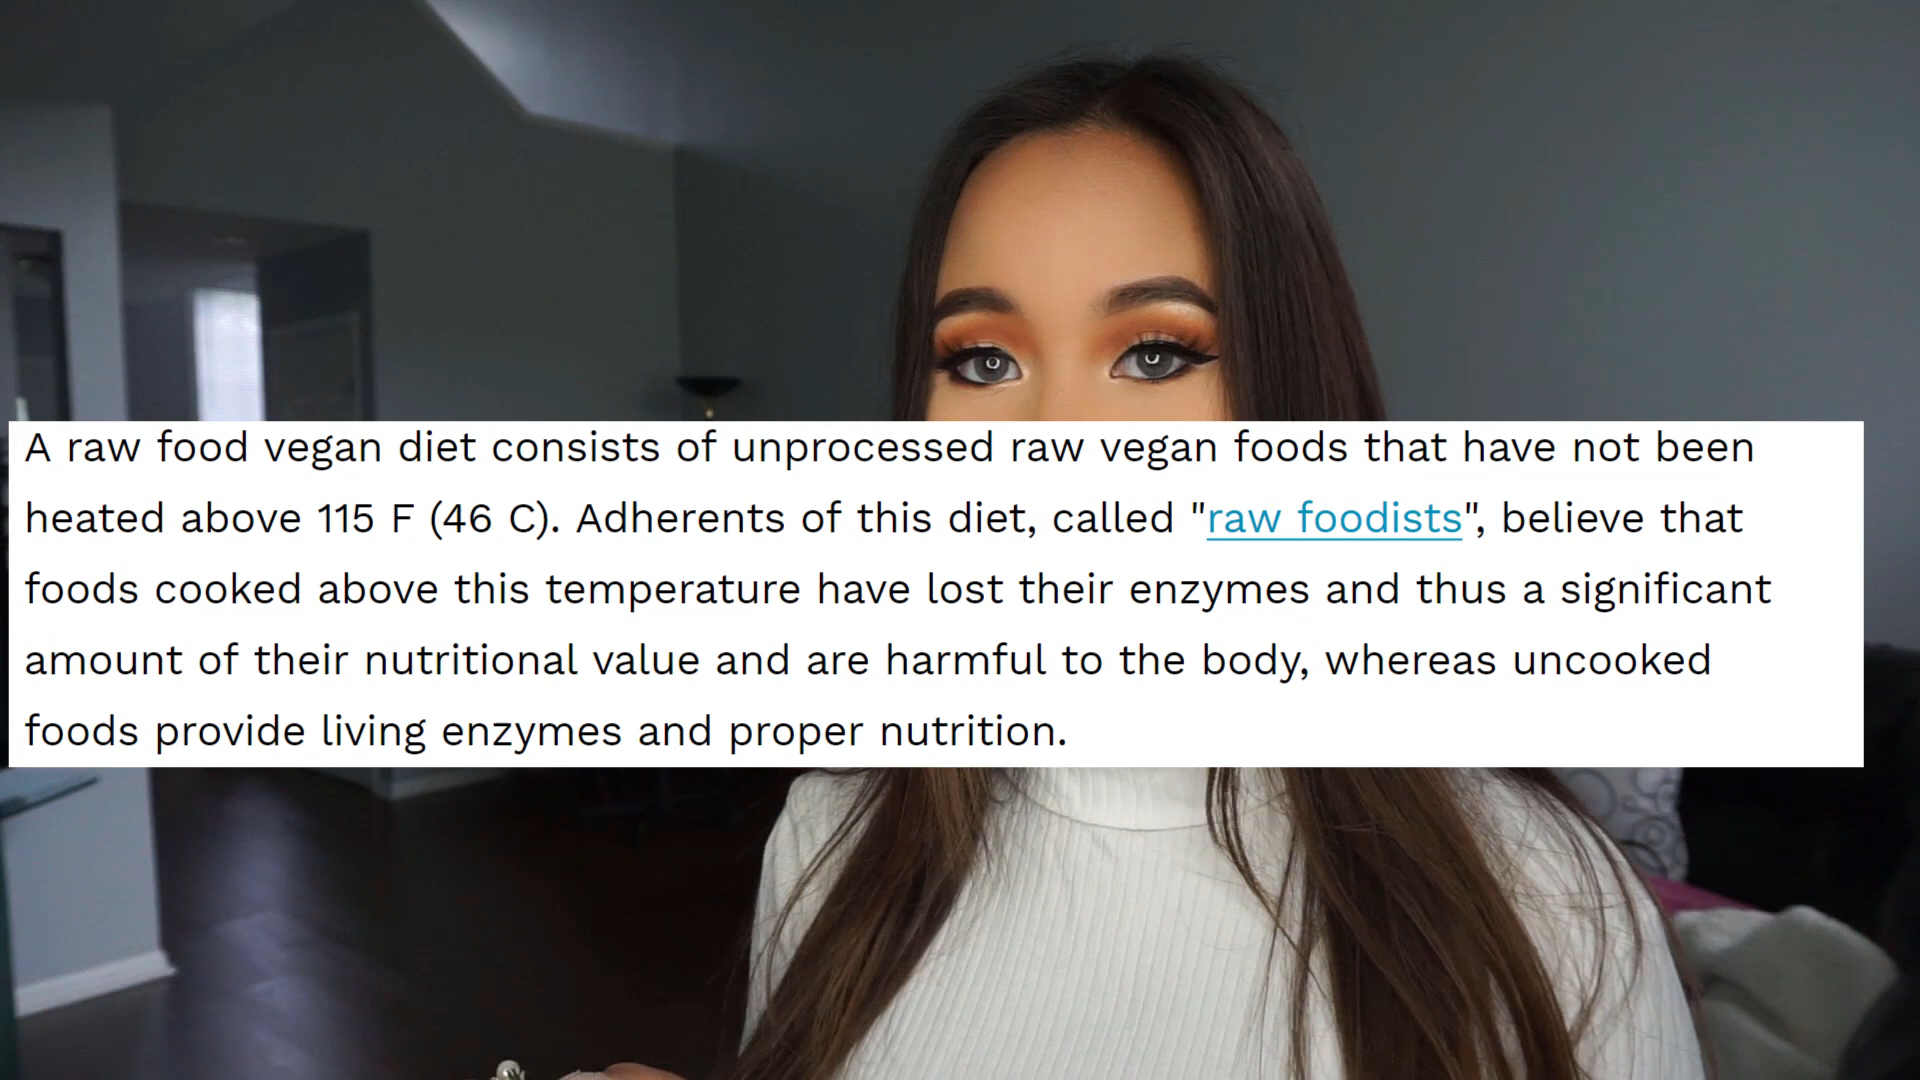 A raw food vegan diet consists of unprocessed raw vegan foods that have not been
heated above 115 F (46 C). Adherents of this diet, called "raw foodists", believe that
foods cooked above this temperature have lost their enzymes and thus a significant
amount of their nutritional value and are harmful to the body, whereas uncooked
foods provide living enzymes and proper nutrition.